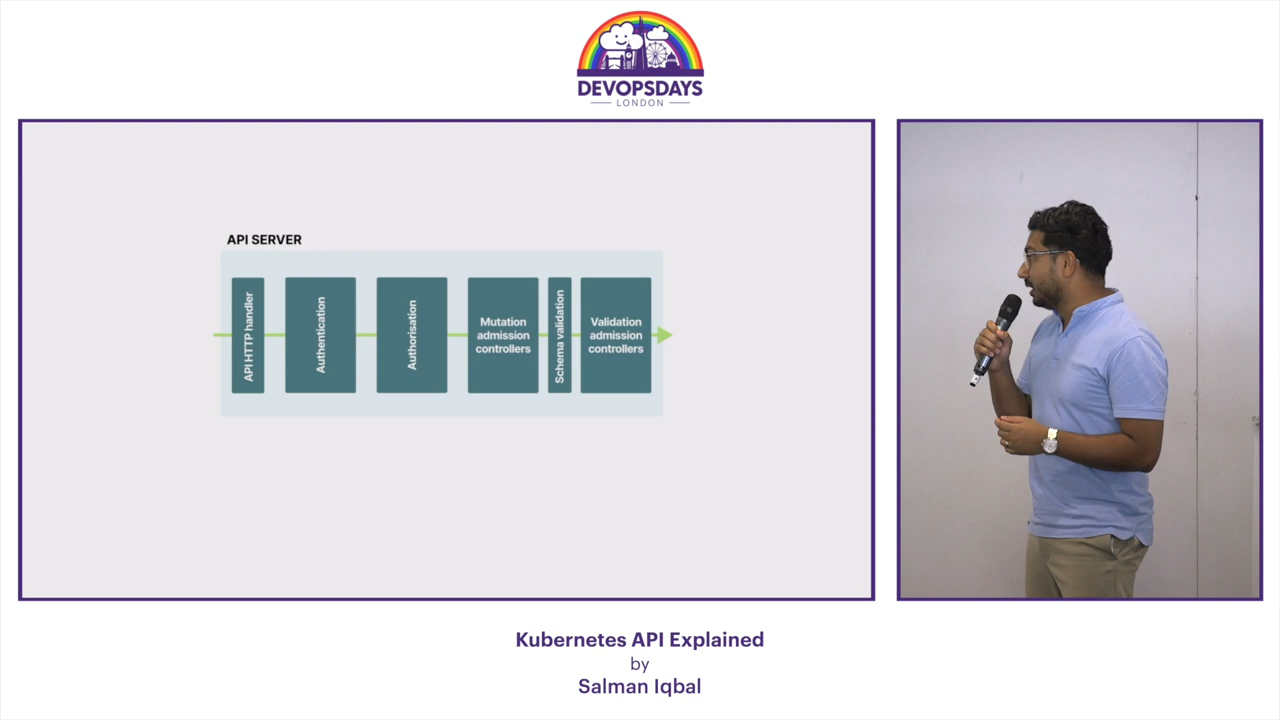 DEVOPSDAYS
LONDON
API SERVER
API HTTP handler
Authentication
Authorisation
Mutation
admission
controllers
Schema validation
Validation
admission
controllers
Kubernetes API Explained
by
Salman Iqbal